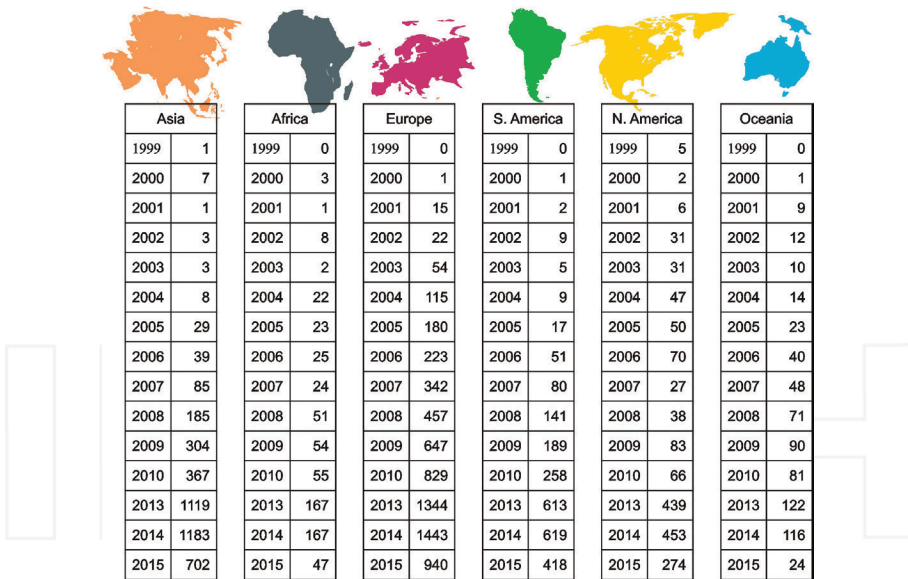 Asia Africa Europe S. America N. America Oceania
1999 1 1999 0 1999 0 1999 0 1999 5 1999 0
2000 7 2000 3 2000 1 2000 1 2000 2 2000 1
2001 1 2001 1 2001 15 2001 2 2001 6 2001 9
2002 3 2002 8 2002 22 2002 9 2002 31 2002 12
2003 3 2003 2 2003 54 2003 5 2003 31 2003 10
2004 8 2004 22 2004 115 2004 9 2004 47 2004 14
2005 29 2005 23 2005 180 2005 17 2005 50 2005 23
2006 39 2006 25 2006 223 2006 51 2006 70 2006 40
2007 85 2007 24 2007 342 2007 80 2007 27 2007 48
2008 185 2008 51 2008 457 2008 141 2008 38 2008 71
2009 304 2009 54 2009 647 2009 189 2009 83 2009 90
2010 367 2010 55 2010 829 2010 258 2010 66 2010 81
2013 1119 2013 167 2013 1344 2013 613 2013 439 2013 122
2014 1183 2014 167 2014 1443 2014 619 2014 453 2014 116
2015 702 2015 47 2015 940 2015 418 2015 274 2015 24